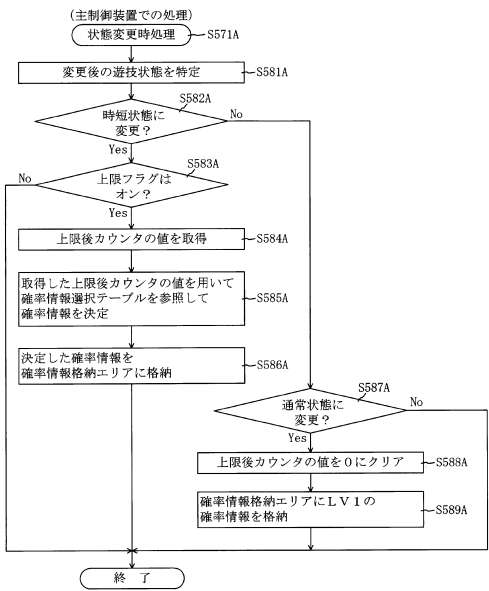 (主制御装置での処理)
状態変更時処理
S571A
変更後の遊技状態を特定
S581A
S582A
時短状態に
変更?
No
Yes
S583A
上限フラグは
オン?
No
Yes
上限後カウンタの値を取得
S584A
取得した上限後カウンタの値を用いて
確率情報選択テーブルを参照して
確率情報を決定
S585A
決定した確率情報を
確率情報格納エリアに格納
S586A
S587A
通常状態に
変更?
No
Yes
上限後カウンタの値を0にクリア
S588A
確率情報格納エリアにLV1の
確率情報を格納
S589A
終 了